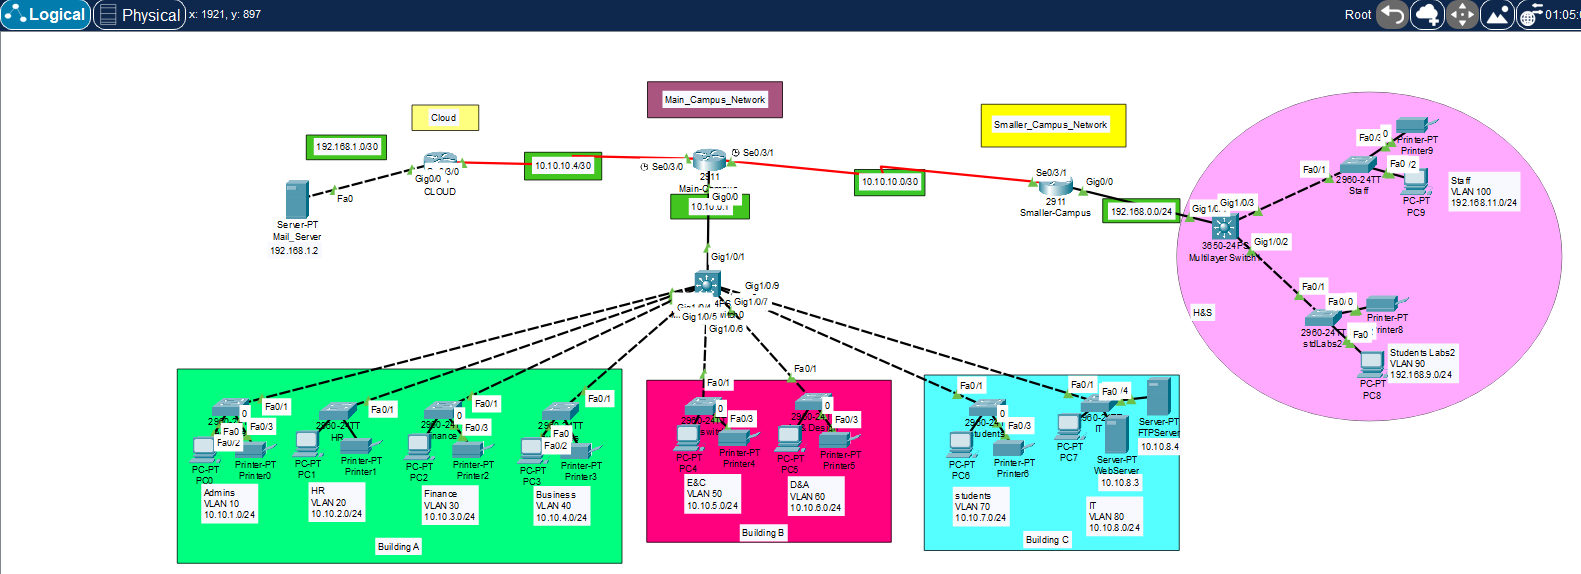 Logical
Physical
x: 1921, y: 897
Root
01:05:
Main_Campus_Network
Cloud
Smaller_Campus_Network
192.168.1.0/30
10.10.10.4/30
Se0/3/0
Se0/3/1
2911
Gig0/0
CLOUD
Gig0/0
Fa0
Server-PT
Mail_Server
192.168.1.2
10.10.10.0/30
Se0/3/1
Gig0/0
2911
Smaller-Campus
192.168.0.0/24
Gig1/0/3
3650-24PS
Multilayer Switch
Gig1/0/2
Fa0/1
2960-24TT
Staff
Printer-PT
Printer9
PC-PT
PC9
Staff
VLAN 100
192.168.11.0/24
H&S
Fa0/1
stdLabs2
Printer-PT
PC-PT
PC8
Students Labs2
VLAN 90
192.168.9.0/24
Gig1/0/1
Gig1/0/9
Gig1/0/7
Gig1/0/5
Gig1/0/6
Fa0/1
Fa0/3
Fa0/2
PC-PT
PC0
Printer-PT
Printer0
Admins
VLAN 10
10.10.1.0/24
Fa0/1
2960-24TT
HR
PC-PT
PC1
Printer-PT
Printer1
HR
VLAN 20
10.10.2.0/24
Fa0/1
Fa0/3
PC-PT
PC2
Printer-PT
Printer2
Finance
VLAN 30
10.10.3.0/24
Fa0/1
Fa0
Fa0/2
PC-PT
PC3
Printer-PT
Printer3
Business
VLAN 40
10.10.4.0/24
Building A
Fa0/1
Fa0/3
PC-PT
PC4
Printer-PT
Printer4
E&C
VLAN 50
10.10.5.0/24
Fa0/1
Fa0/3
PC-PT
PC5
Printer-PT
Printer5
D&A
VLAN 60
10.10.6.0/24
Building B
Fa0/1
Fa0/3
PC-PT
PC6
Printer-PT
Printer6
students
VLAN 70
10.10.7.0/24
Fa0/1
IT
PC-PT
PC7
Server-PT
FTPServer
10.10.8.4
Server-PT
WebServer
10.10.8.3
IT
VLAN 80
10.10.8.0/24
Building C